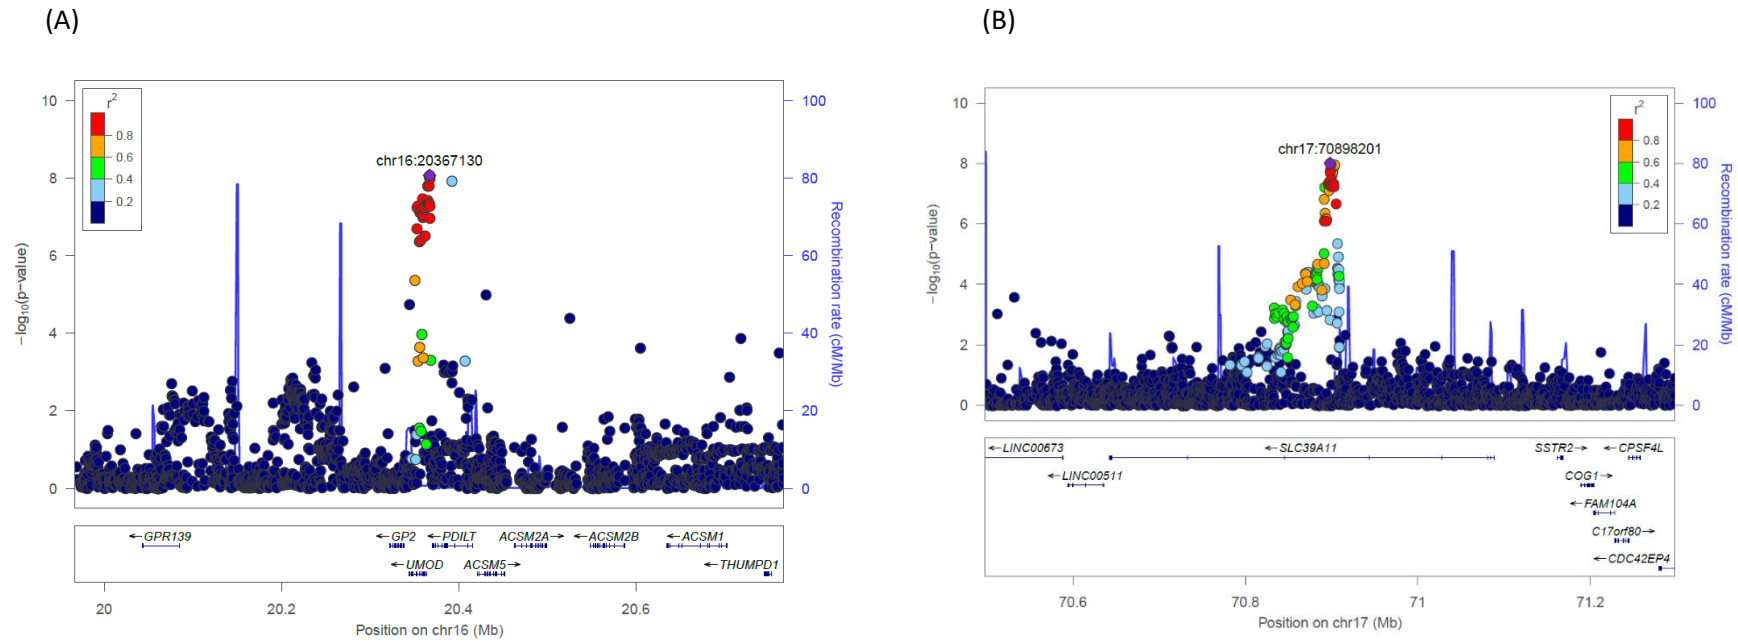 (A)
(B)
chr16:20367130
r2
0.8
0.6
0.4
0.2
10
8
6
4
2
0
−log10(p−value)
100
80
60
40
20
0
Recombination rate (cM/Mb)
←GPR139
←GP2
←PDILT
ACSM2A→
←ACSM2B
←ACSM1
←UMOD
ACSM5→
←THUMPD1
20
20.2
20.4
20.6
Position on chr16 (Mb)
chr17:70898201
r2
0.8
0.6
0.4
0.2
10
8
6
4
2
0
−log10(p−value)
100
80
60
40
20
0
Recombination rate (cM/Mb)
←LINC00673
←SLC39A11
SSTR2→
←CPSF4L
←LINC00511
COG1→
←FAM104A
C17orf80→
←CDC42EP4
70.6
70.8
71
71.2
Position on chr17 (Mb)